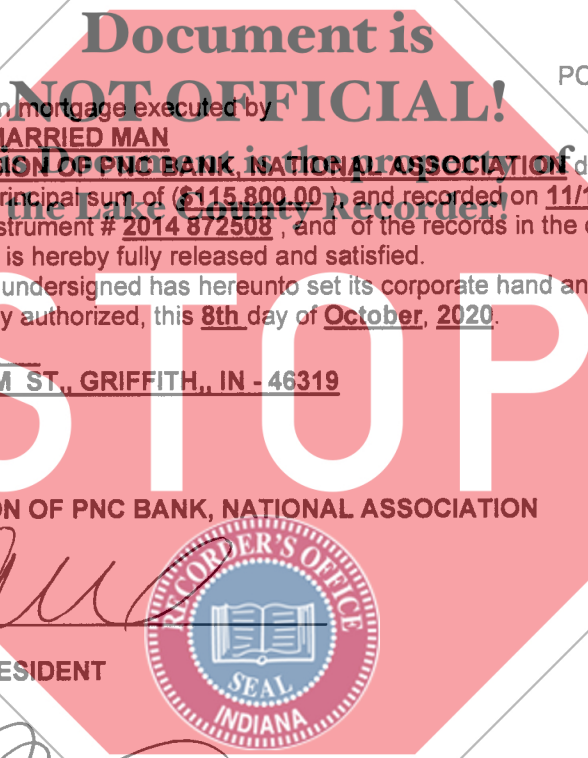 Document is
NOT OFFICIAL!
PC
n mortgage executed by
MARRIED MAN
SION OF PNC BANK, NATIONAL ASSOCIATION d
This Document is the property of
rincipal sum of ($115,800.00 ), and recorded on 11/1
the Lake County Recorder!
strument # 2014 872508 , and of the records in the
is hereby fully released and satisfied.
undersigned has hereunto set its corporate hand an
y authorized, this 8th day of October, 2020.
M ST,, GRIFFITH,, IN - 46319
STOP
ON OF PNC BANK, NATIONAL ASSOCIATION
RECORDER'S OFFICE
SEAL
INDIANA
ESIDENT